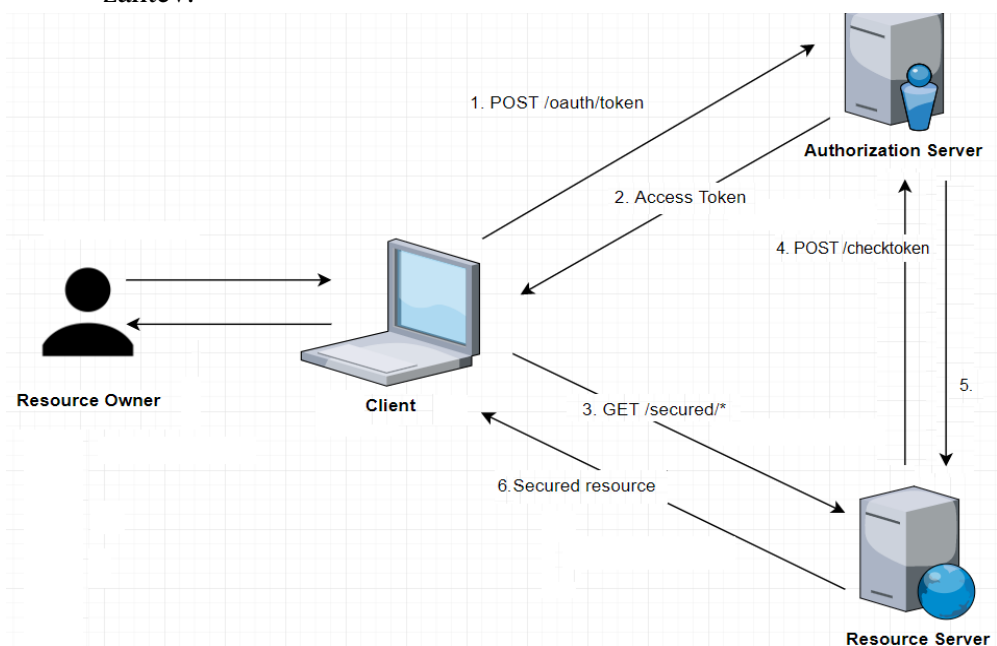 zahtev.
1. POST /oauth/token
Authorization Server
2. Access Token
4. POST /checktoken
5.
Resource Owner
Client
3. GET /secured/*
6.Secured resource
Resource Server